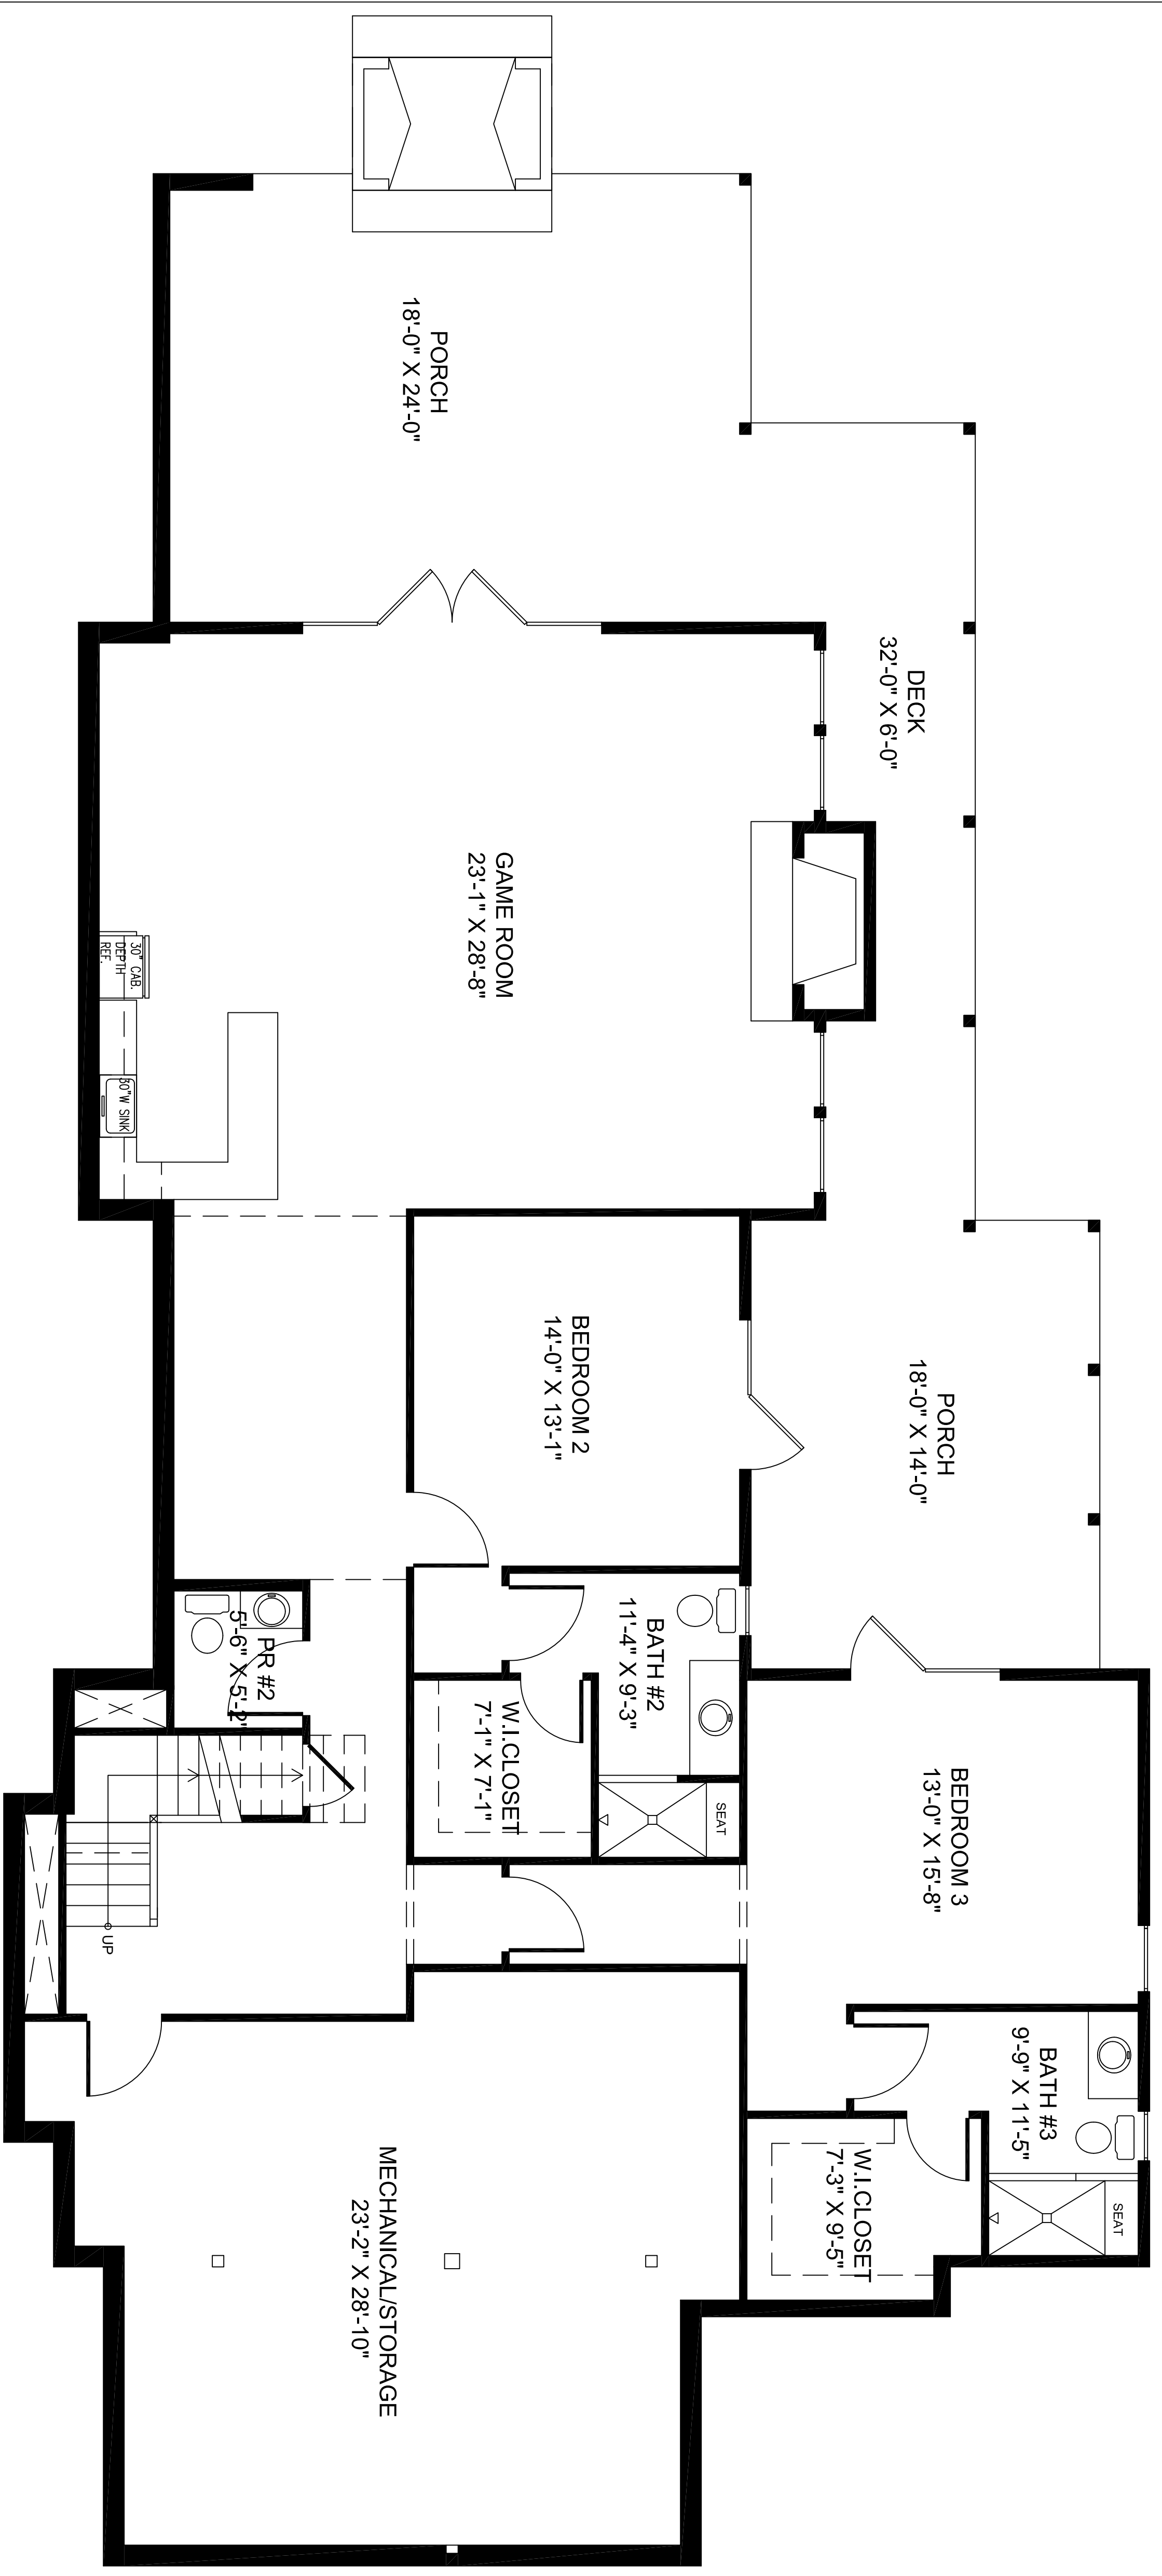 PORCH
18'-0" X 24'-0"
DECK
32'-0" X 6'-0"
GAME ROOM
23'-1" X 28'-8"
30" CAB.
DEPTH
REF.
30"W SINK
BEDROOM 2
14'-0" X 13'-1"
PORCH
18'-0" X 14'-0"
PR #2
5'-6" X 5'-2"
BATH #2
11'-4" X 9'-3"
W.I.CLOSET
7'-1" X 7'-1"
SEAT
BEDROOM 3
13'-0" X 15'-8"
UP
BATH #3
9'-9" X 11'-5"
W.I.CLOSET
7'-3" X 9'-5"
SEAT
MECHANICAL/STORAGE
23'-2" X 28'-10"